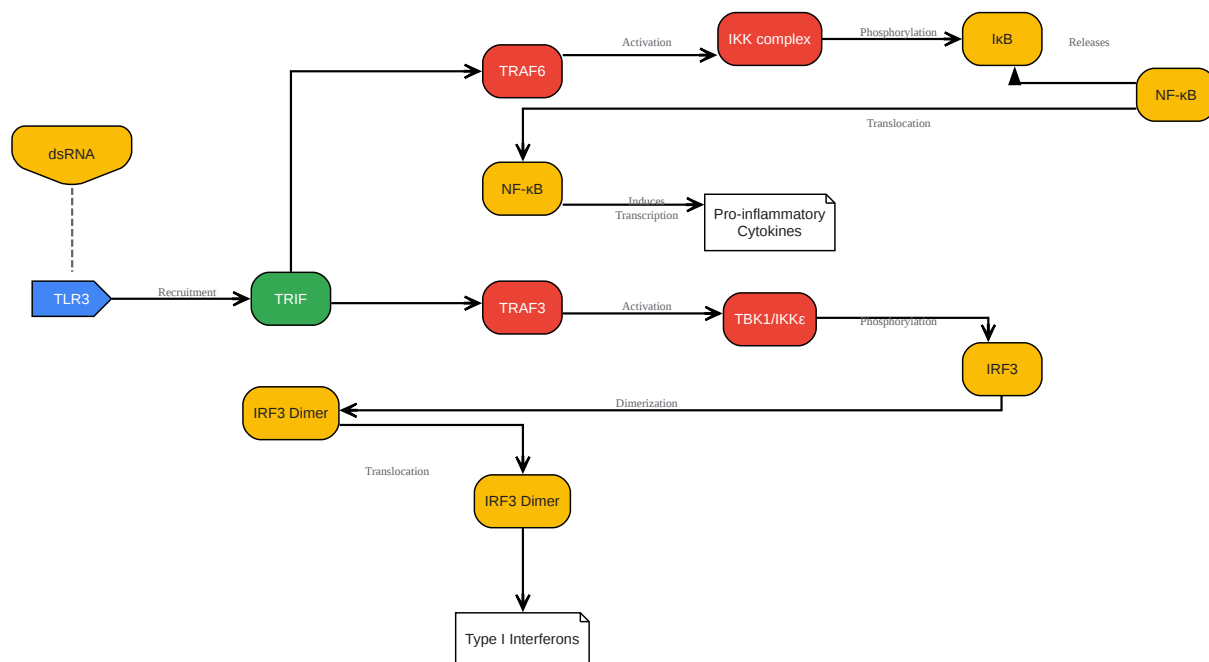 IKK complex
Phosphorylation
IκB
Releases
Activation
TRAF6
NF-κB
Translocation
dsRNA
NF-κB
Induces
Transcription
Pro-inflammatory
Cytokines
TLR3
Recruitment
TRIF
TRAF3
Activation
TBK1/IKKε
Phosphorylation
IRF3
IRF3 Dimer
Dimerization
Translocation
IRF3 Dimer
Type I Interferons